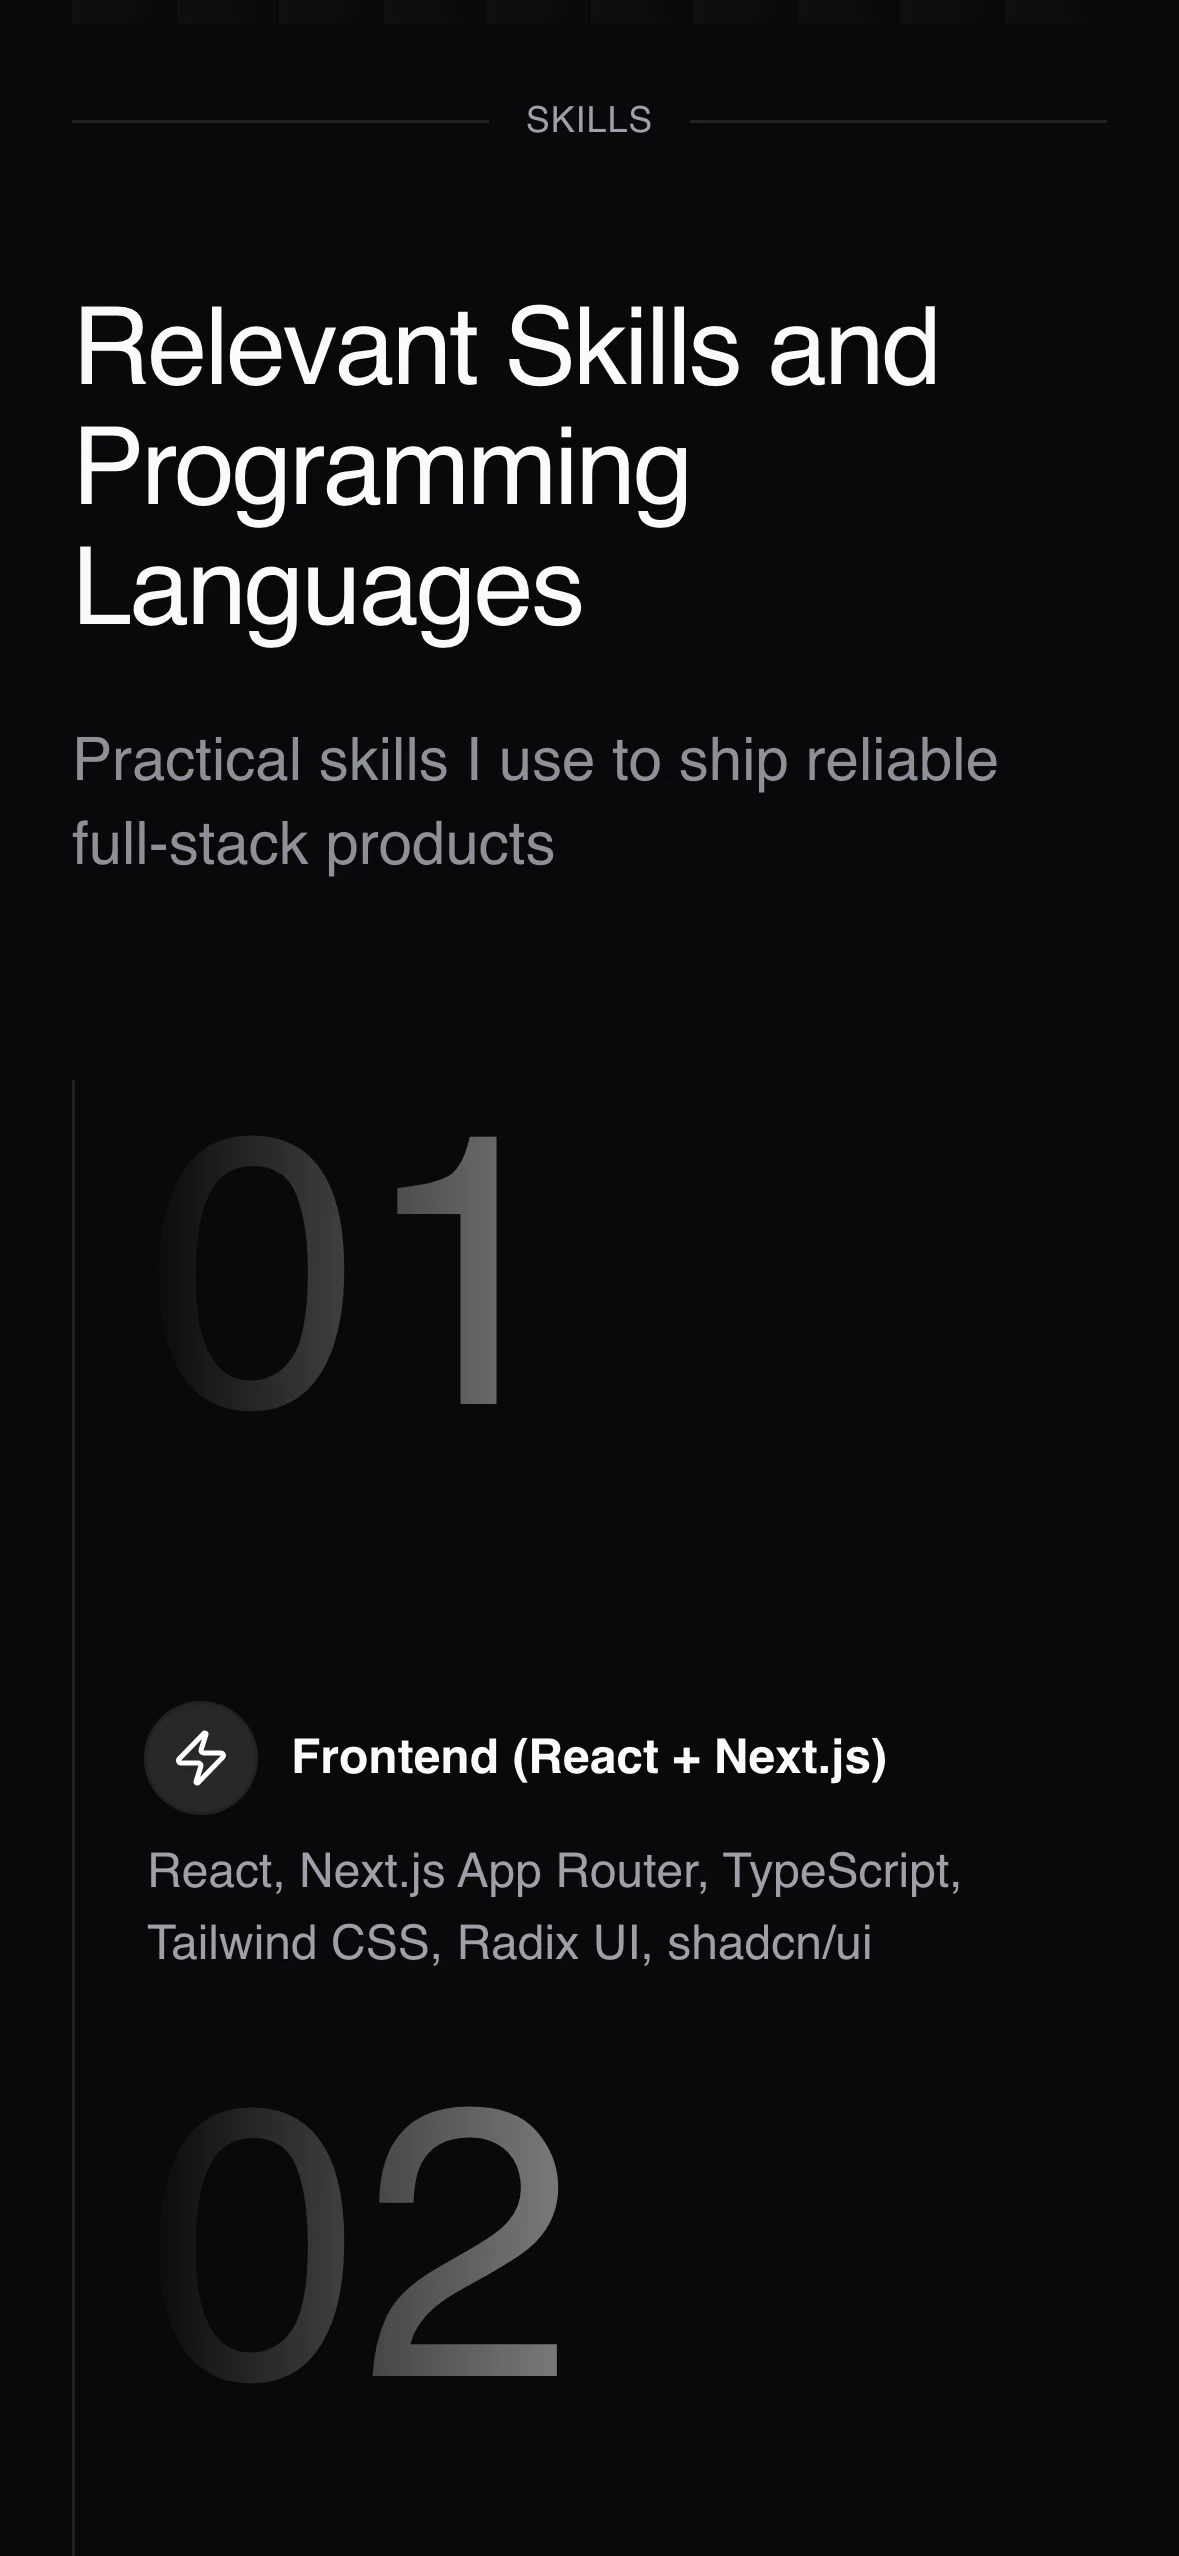 SKILLS
Relevant Skills and
Programming
Languages
Practical skills I use to ship reliable
full-stack products
01
Frontend (React + Next.js)
React, Next.js App Router, TypeScript,
Tailwind CSS, Radix UI, shadcn/ui
02